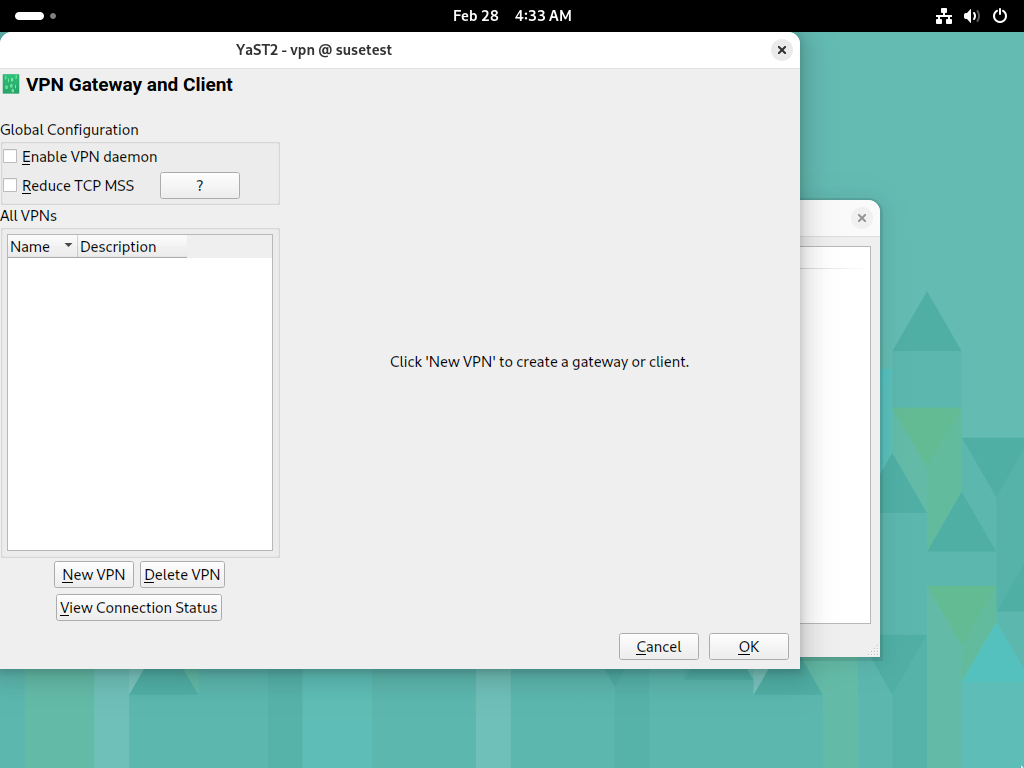 Feb 28 4:33 AM
YaST2 - vpn @ susetest
VPN Gateway and Client
Global Configuration
Enable VPN daemon
Reduce TCP MSS ?
All VPNs
Name Description
Click 'New VPN' to create a gateway or client.
New VPN Delete VPN
View Connection Status
Cancel OK